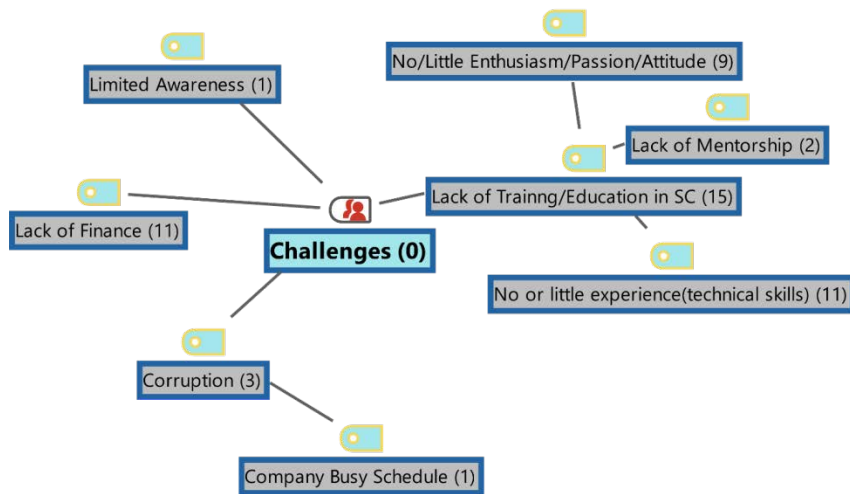 No/Little Enthusiasm/Passion/Attitude (9)
Limited Awareness (1)
Lack of Mentorship (2)
Lack of Trainng/Education in SC (15)
Lack of Finance (11)
Challenges (0)
No or little experience(technical skills) (11)
Corruption (3)
Company Busy Schedule (1)